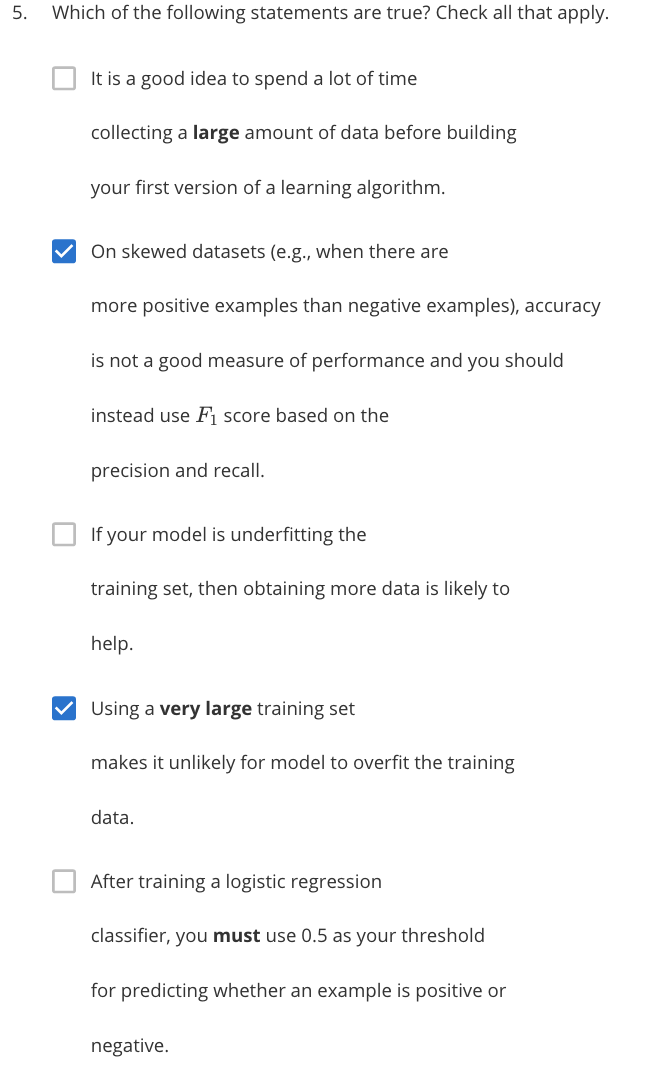 5. Which of the following statements are true? Check all that apply.
It is a good idea to spend a lot of time
collecting a large amount of data before building
your first version of a learning algorithm.
On skewed datasets (e.g., when there are
more positive examples than negative examples), accuracy
is not a good measure of performance and you should
instead use F₁ score based on the
precision and recall.
If your model is underfitting the
training set, then obtaining more data is likely to
help.
Using a very large training set
makes it unlikely for model to overfit the training
data.
After training a logistic regression
classifier, you must use 0.5 as your threshold
for predicting whether an example is positive or
negative.